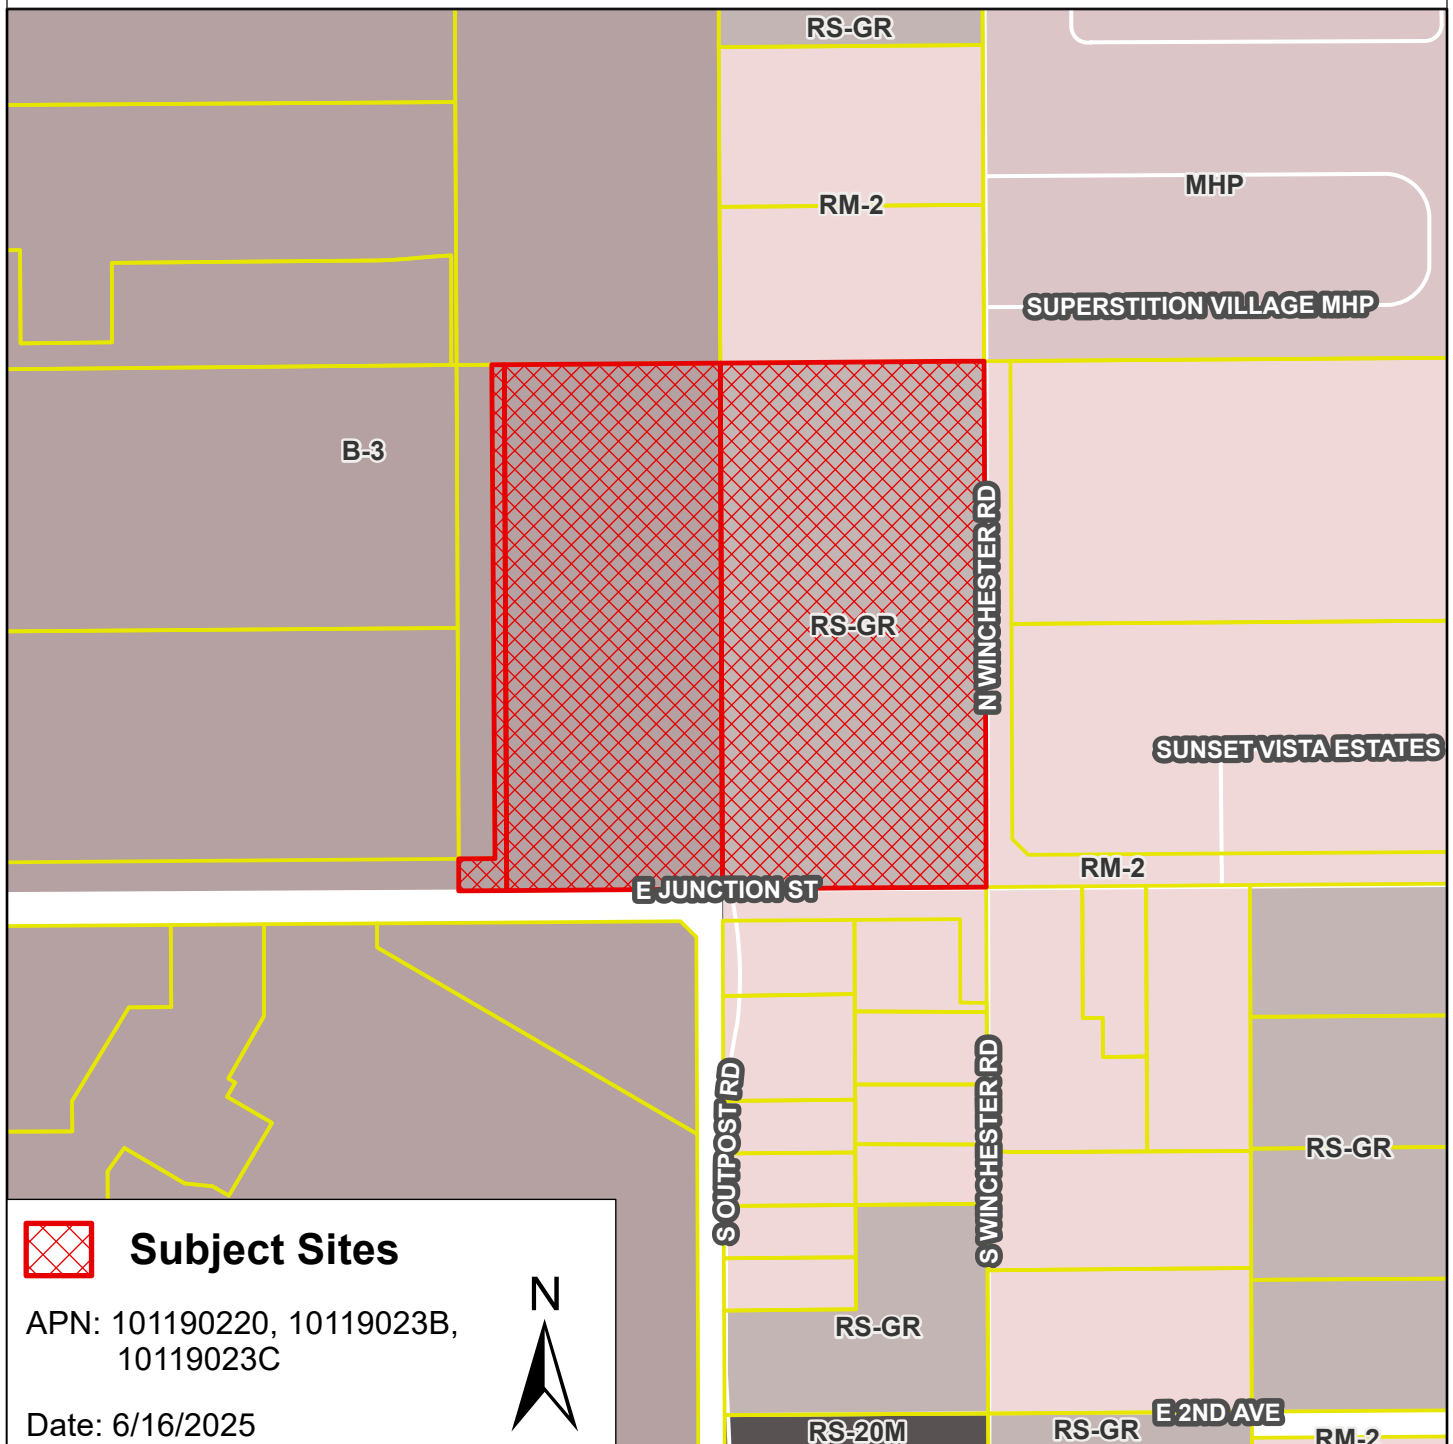 RS-GR
MHP
RM-2
SUPERSTITION VILLAGE MHP
B-3
N WINCHESTER RD
RS-GR
SUNSET VISTA ESTATES
RM-2
E JUNCTION ST
S OUTPOST RD
S WINCHESTER RD
RS-GR
RS-GR
E 2ND AVE
RS-20M
RS-GR
RM-2
Subject Sites
N
APN: 101190220, 10119023B,
10119023C
Date: 6/16/2025